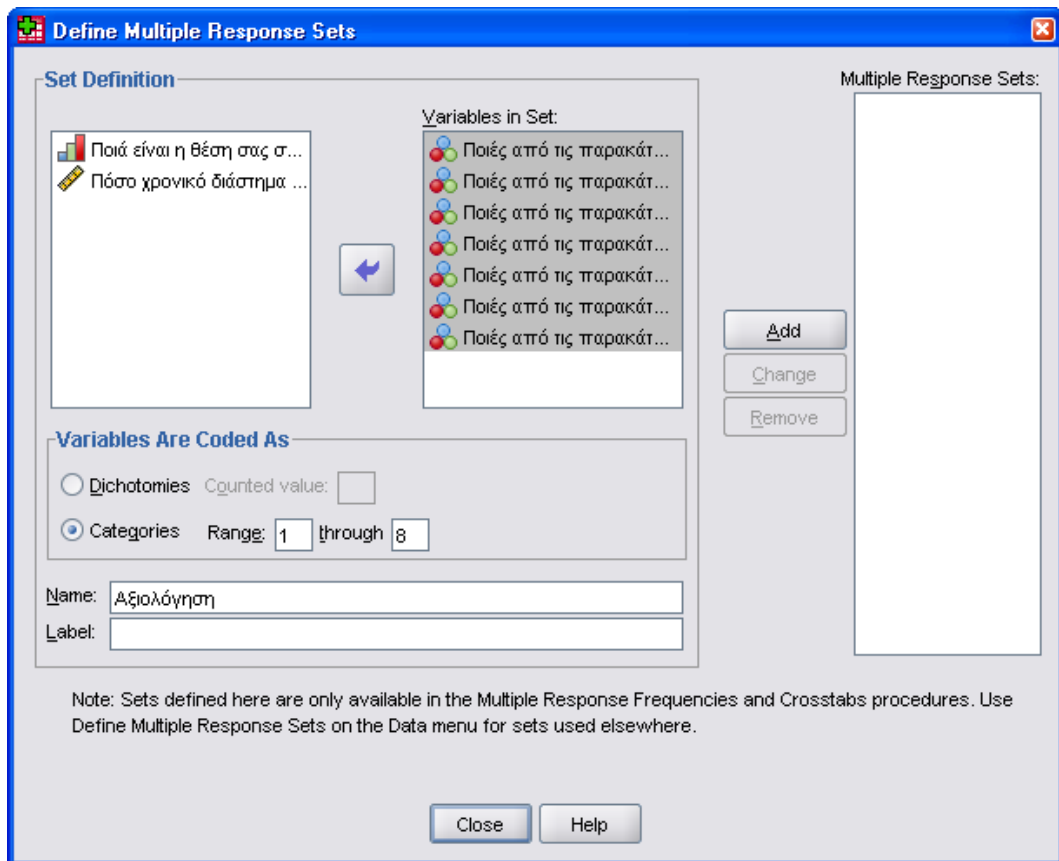 Define Multiple Response Sets
Set Definition
Ποιά είναι η θέση σας σ...
Πόσο χρονικό διάστημα ...
Variables in Set:
Ποιές από τις παρακάτ...
Ποιές από τις παρακάτ...
Ποιές από τις παρακάτ...
Ποιές από τις παρακάτ...
Ποιές από τις παρακάτ...
Ποιές από τις παρακάτ...
Ποιές από τις παρακάτ...
Variables Are Coded As
Dichotomies Counted value:
Categories Range: 1 through 8
Name: Αξιολόγηση
Label:
Multiple Response Sets:
Add
Change
Remove
Note: Sets defined here are only available in the Multiple Response Frequencies and Crosstabs procedures. Use
Define Multiple Response Sets on the Data menu for sets used elsewhere.
Close Help